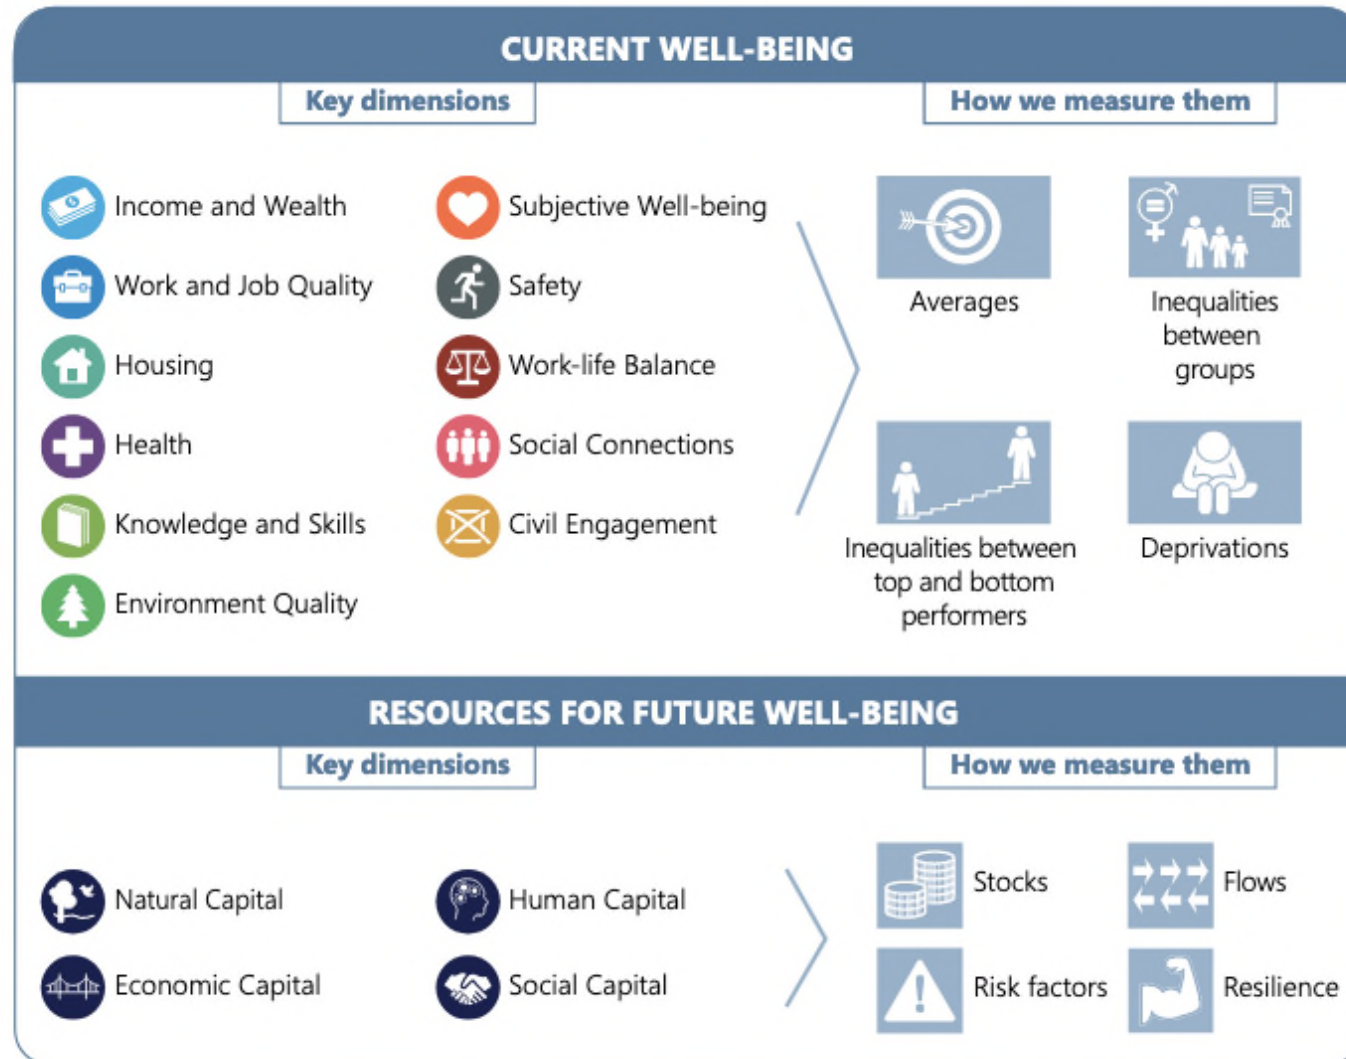 CURRENT WELL-BEING
Key dimensions
How we measure them
Income and Wealth
Work and Job Quality
Housing
Health
Knowledge and Skills
Environment Quality
Subjective Well-being
Safety
Work-life Balance
Social Connections
Civil Engagement
Averages
Inequalities
between
groups
Inequalities between
top and bottom
performers
Deprivations
RESOURCES FOR FUTURE WELL-BEING
Key dimensions
How we measure them
Natural Capital
Economic Capital
Human Capital
Social Capital
Stocks
Flows
Risk factors
Resilience